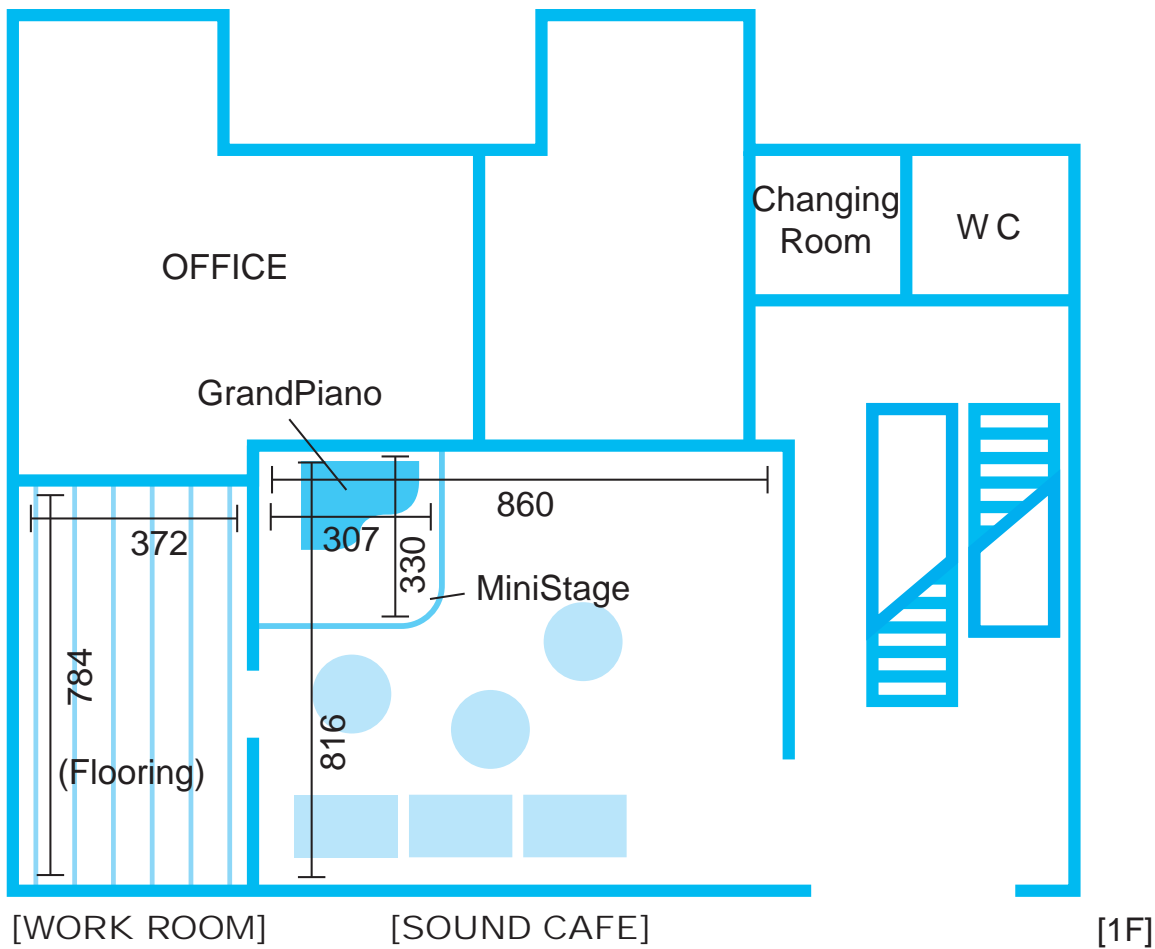 Changing
Room
W C
OFFICE
GrandPiano
860
372
307
330
MiniStage
784
816
(Flooring)
[WORK ROOM]
[SOUND CAFE]
[1F]